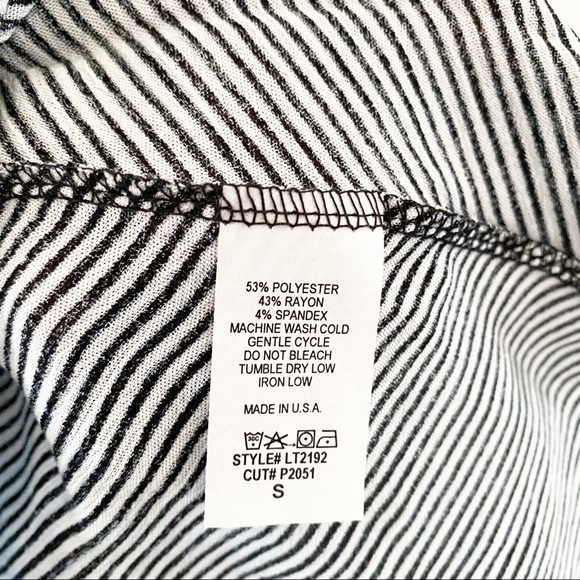 53% POLYESTER
43% RAYON
4% SPANDEX
MACHINE WASH COLD
GENTLE CYCLE
DO NOT BLEACH
TUMBLE DRY LOW
IRON LOW
MADE IN U.S.A.
30C
STYLE# LT2192
CUT# P2051
S